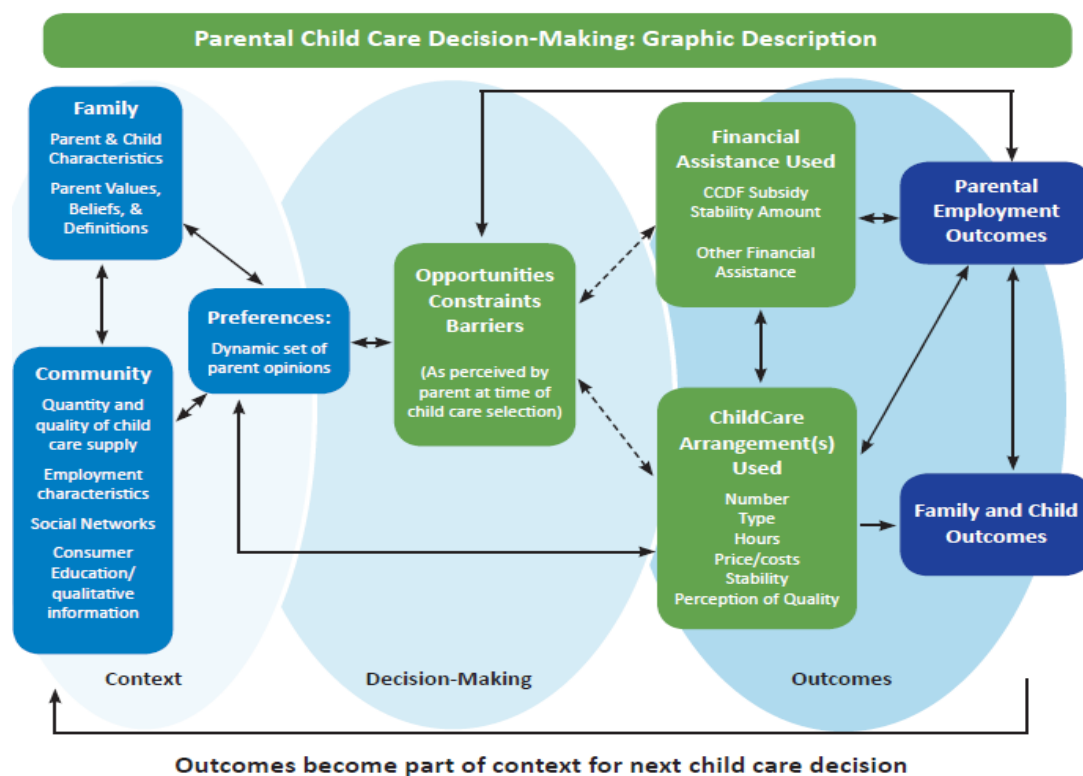 Parental Child Care Decision-Making: Graphic Description
Family
Parent & Child
Characteristics
Parent Values,
Beliefs, &
Definitions
Community
Quantity and
quality of child
care supply
Employment
characteristics
Social Networks
Consumer
Education/
qualitative
information
Preferences:
Dynamic set of
parent opinions
Opportunities
Constraints
Barriers
(As perceived by
parent at time of
child care selection)
Financial
Assistance Used
CCDF Subsidy
Stability Amount
Other Financial
Assistance
ChildCare
Arrangement(s)
Used
Number
Type
Hours
Price/costs
Stability
Perception of Quality
Parental
Employment
Outcomes
Family and Child
Outcomes
Context
Decision-Making
Outcomes
Outcomes become part of context for next child care decision